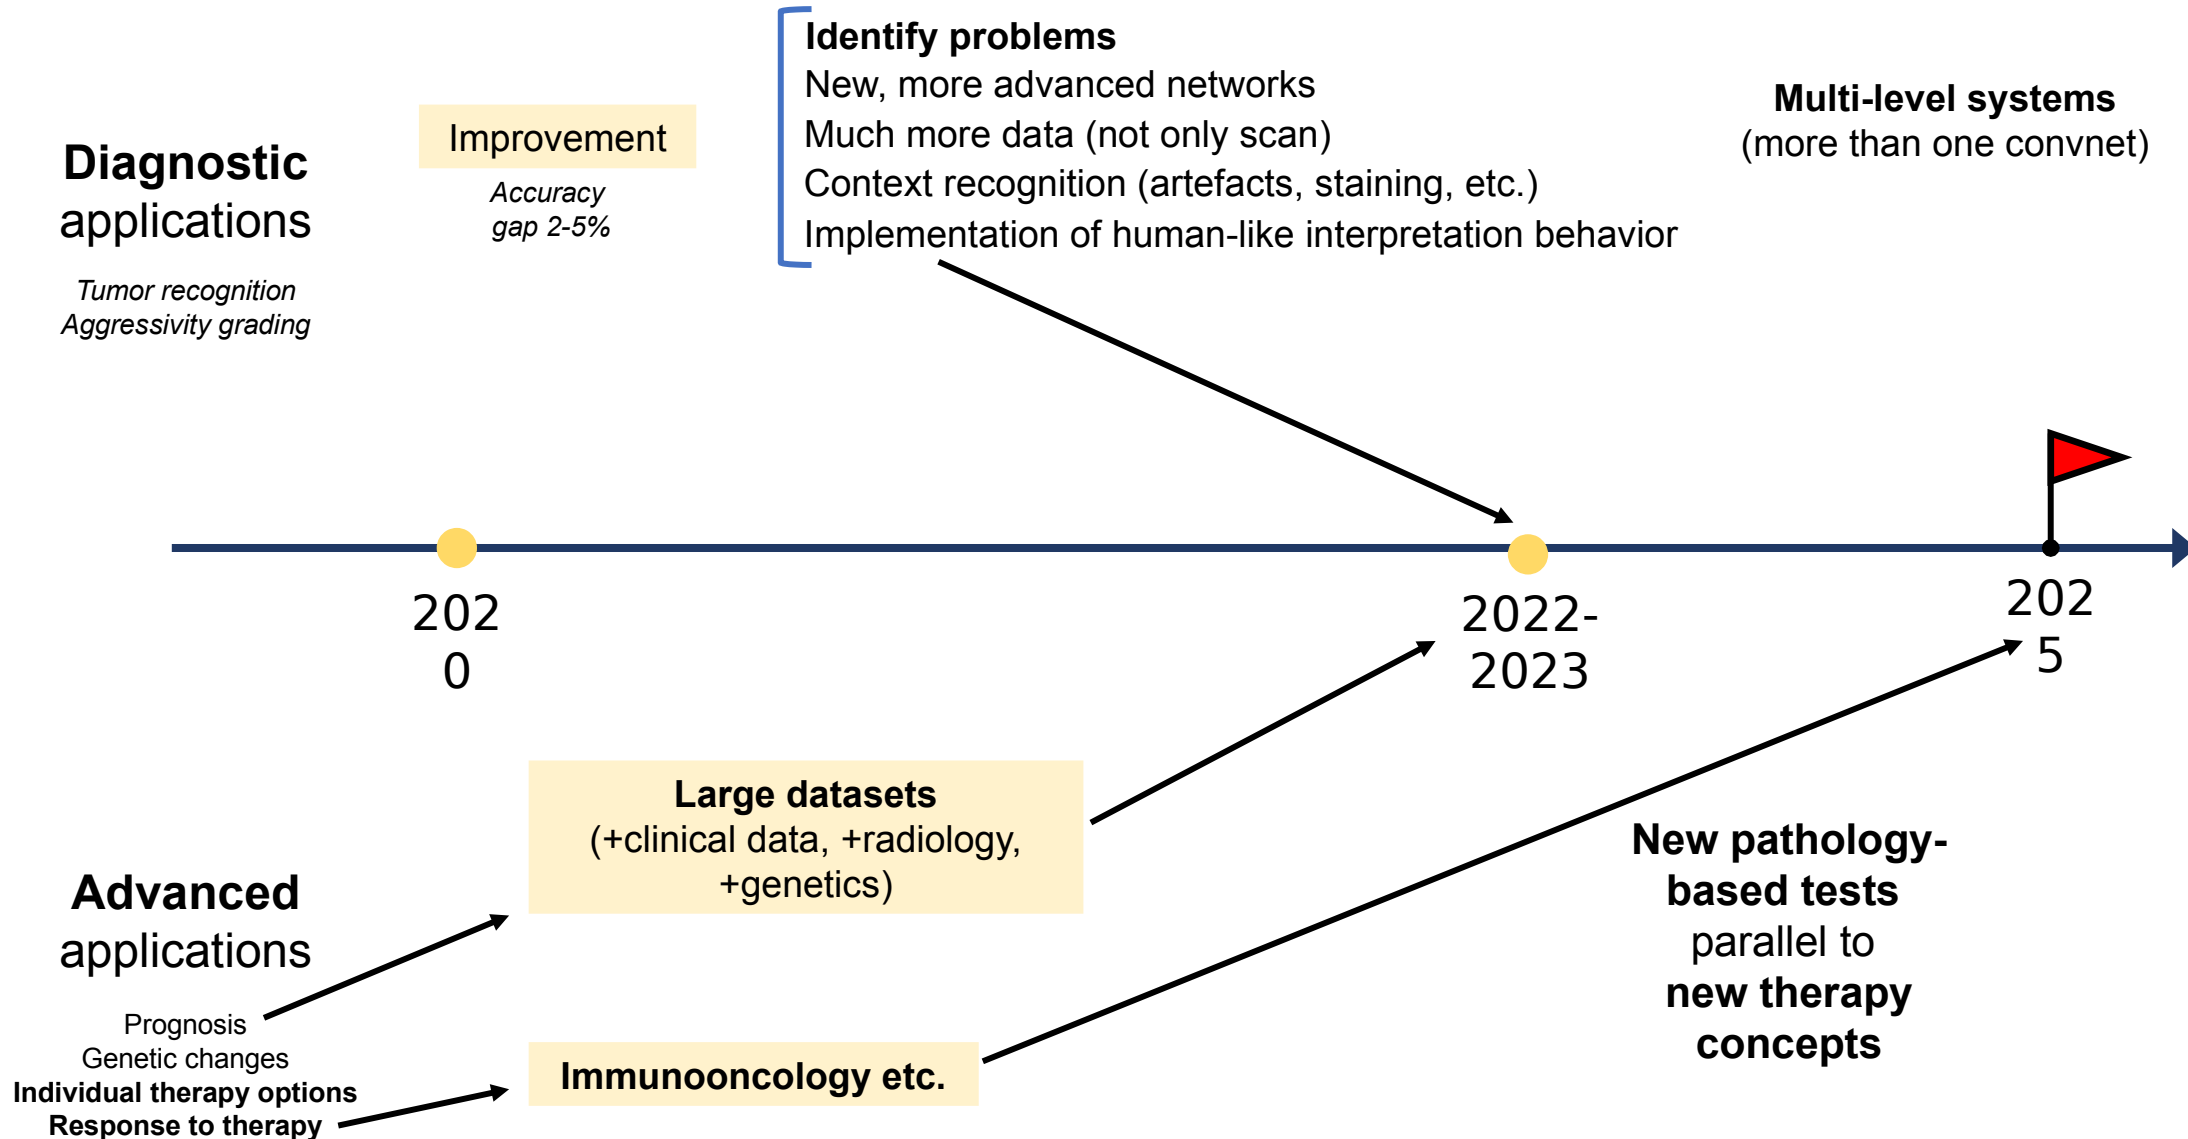 Diagnostic
applications
Tumor recognition
Aggressivity grading
Improvement
Accuracy
gap 2-5%
Identify problems
New, more advanced networks
Much more data (not only scan)
Context recognition (artefacts, staining, etc.)
Implementation of human-like interpretation behavior
Multi-level systems
(more than one convnet)
202
0
2022-
2023
202
5
Advanced
applications
Prognosis
Genetic changes
Individual therapy options
Response to therapy
Large datasets
(+clinical data, +radiology,
+genetics)
Immunooncology etc.
New pathology-
based tests
parallel to
new therapy
concepts